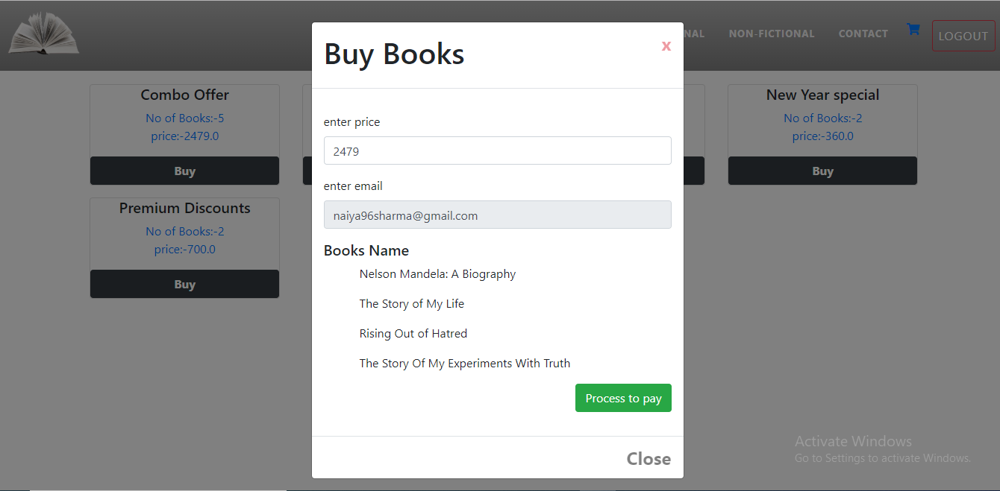 NAL
NON-FICTIONAL
CONTACT
LOGOUT
Buy Books
x
Combo Offer
No of Books:-5
price:-2479.0
Buy
New Year special
No of Books:-2
price:-360.0
Buy
Premium Discounts
No of Books:-2
price:-700.0
Buy
enter price
2479
enter email
naiya96sharma@gmail.com
Books Name
Nelson Mandela: A Biography
The Story of My Life
Rising Out of Hatred
The Story Of My Experiments With Truth
Process to pay
Close
Activate Windows
Go to Settings to activate Windows.